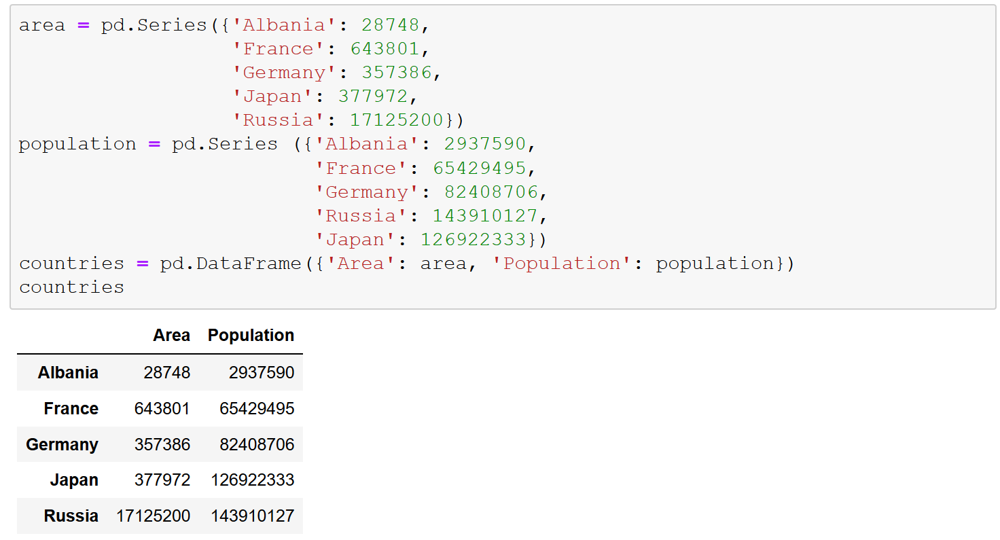 area = pd.Series({'Albania': 28748,
'France': 643801,
'Germany': 357386,
'Japan': 377972,
'Russia': 17125200})
population = pd.Series ({'Albania': 2937590,
'France': 65429495,
'Germany': 82408706,
'Russia': 143910127,
'Japan': 126922333})
countries = pd.DataFrame({'Area': area, 'Population': population})
countries
Area Population
Albania 28748 2937590
France 643801 65429495
Germany 357386 82408706
Japan 377972 126922333
Russia 17125200 143910127